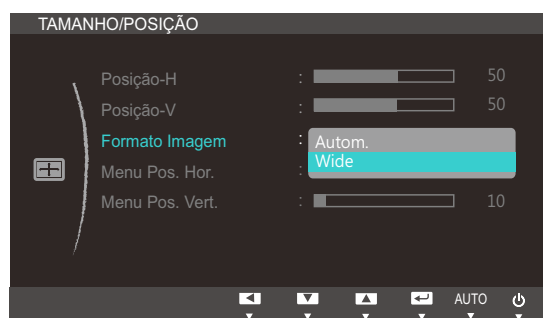 TAMANHO/POSIÇÃO
Posição-H : 50
Posição-V : 50
Formato Imagem : Autom.
Wide
Menu Pos. Hor. :
Menu Pos. Vert. : 10
AUTO